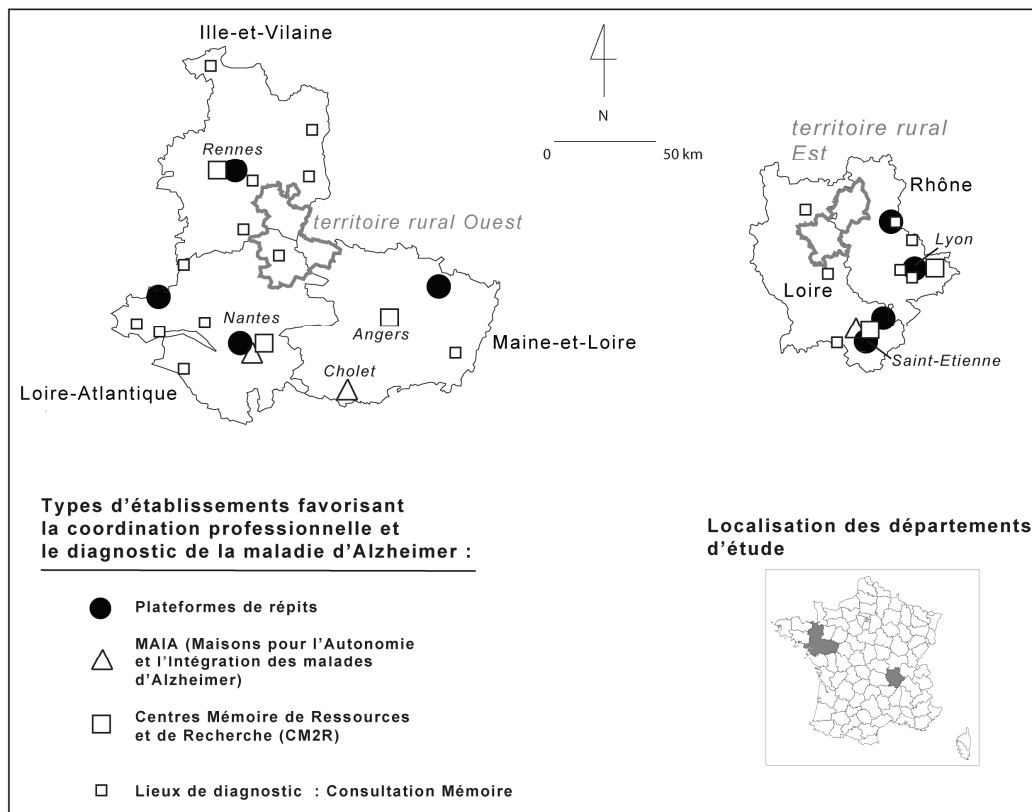 Ille-et-Vilaine
Rennes
territoire rural Ouest
Nantes
Angers
Cholet
Maine-et-Loire
Loire-Atlantique
N
0 50 km
territoire rural
Est
Rhône
Lyon
Loire
Saint-Etienne
Types d'établissements favorisant
la coordination professionnelle et
le diagnostic de la maladie d'Alzheimer :
Plateformes de répits
MAIA (Maisons pour l'Autonomie
et l'Intégration des malades
d'Alzheimer)
Centres Mémoire de Ressources
et de Recherche (CM2R)
Lieux de diagnostic : Consultation Mémoire
Localisation des départements
d'étude